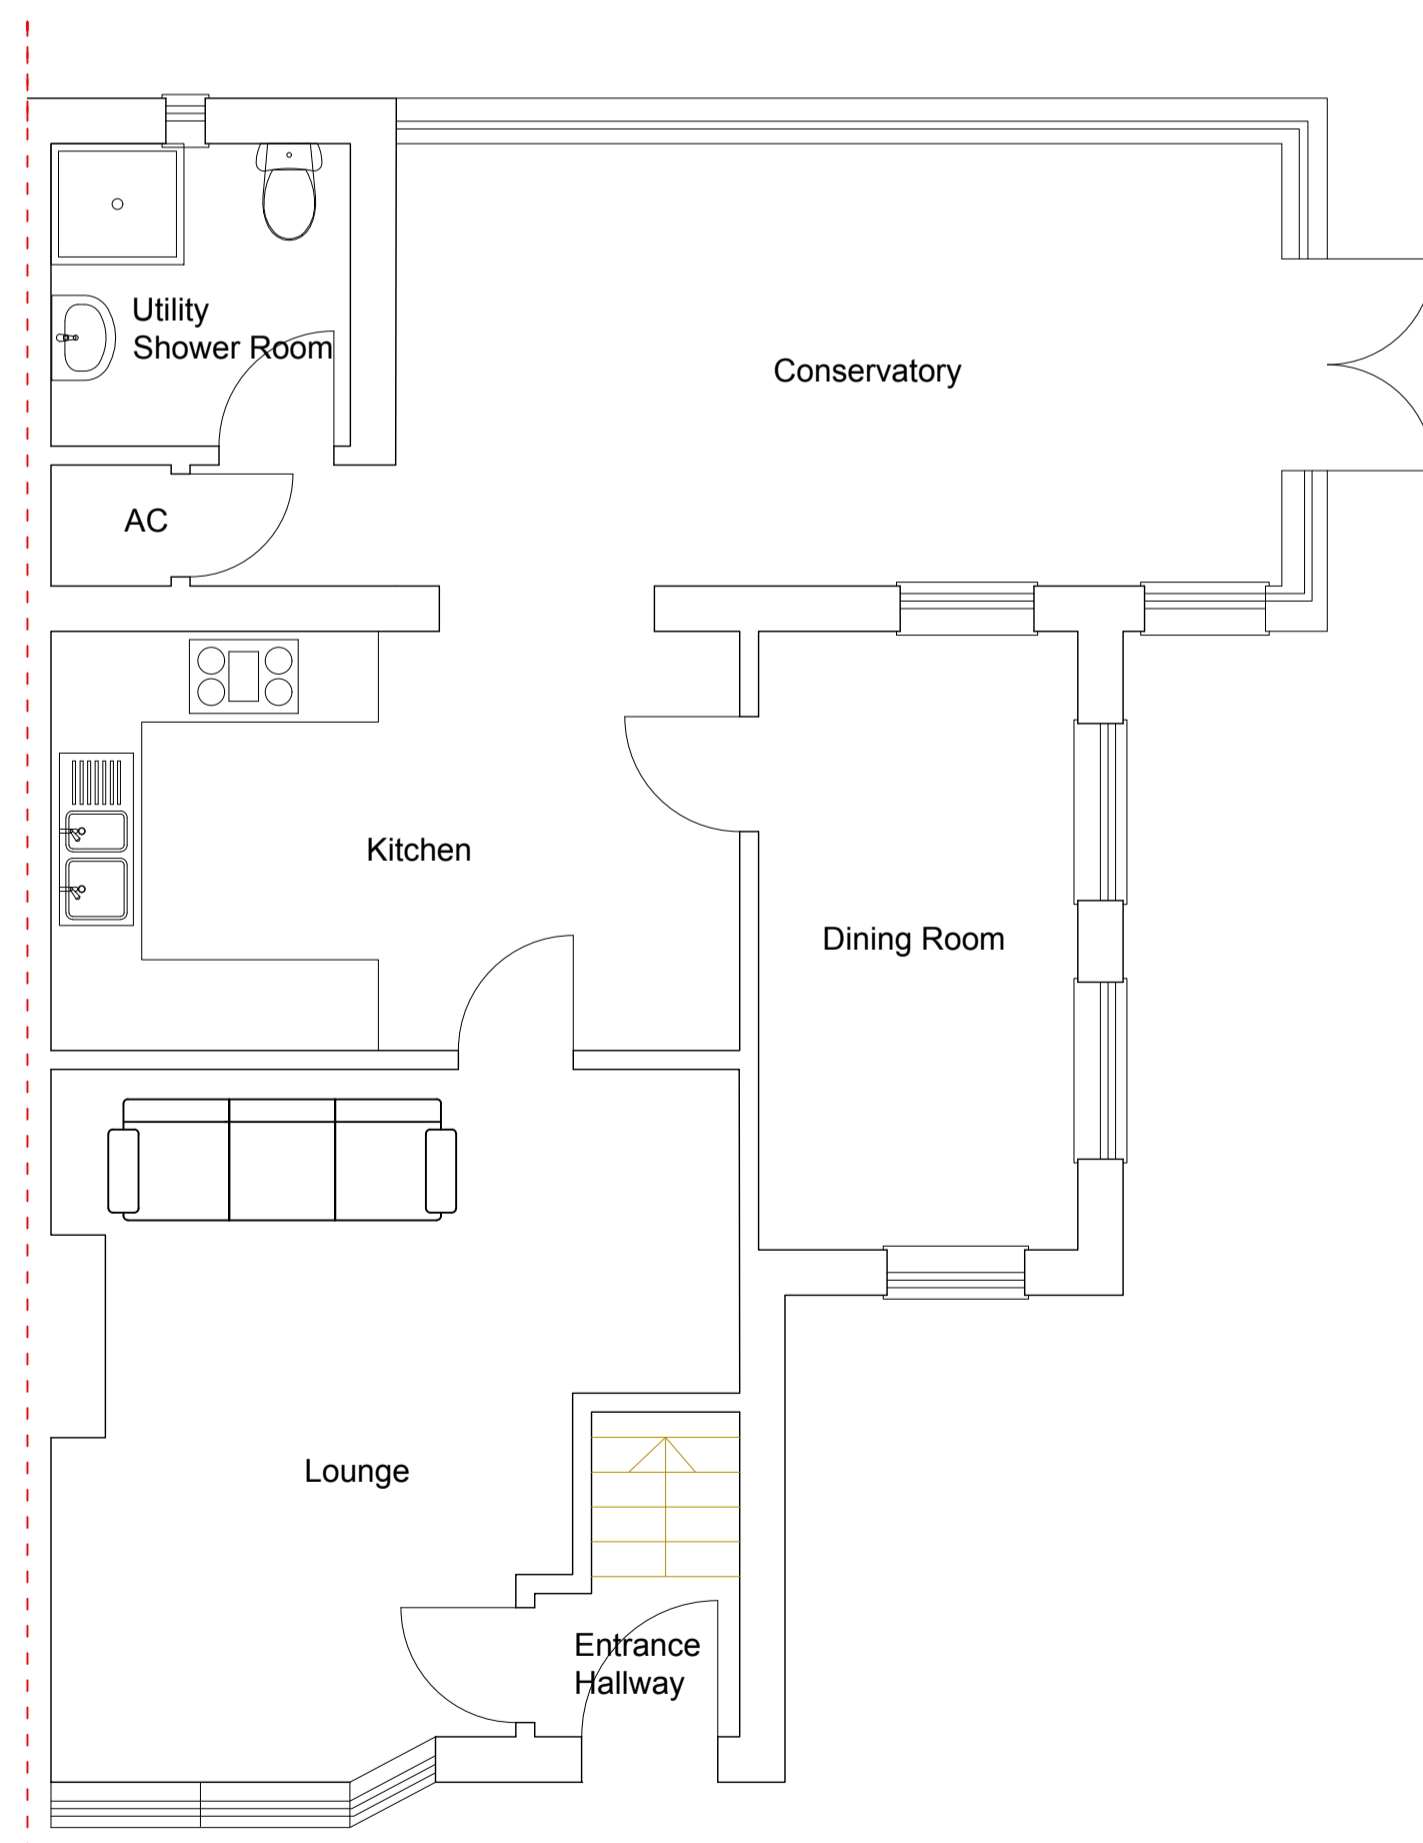 Utility
Shower Room
Conservatory
AC
Kitchen
Dining Room
Lounge
Entrance
Hallway